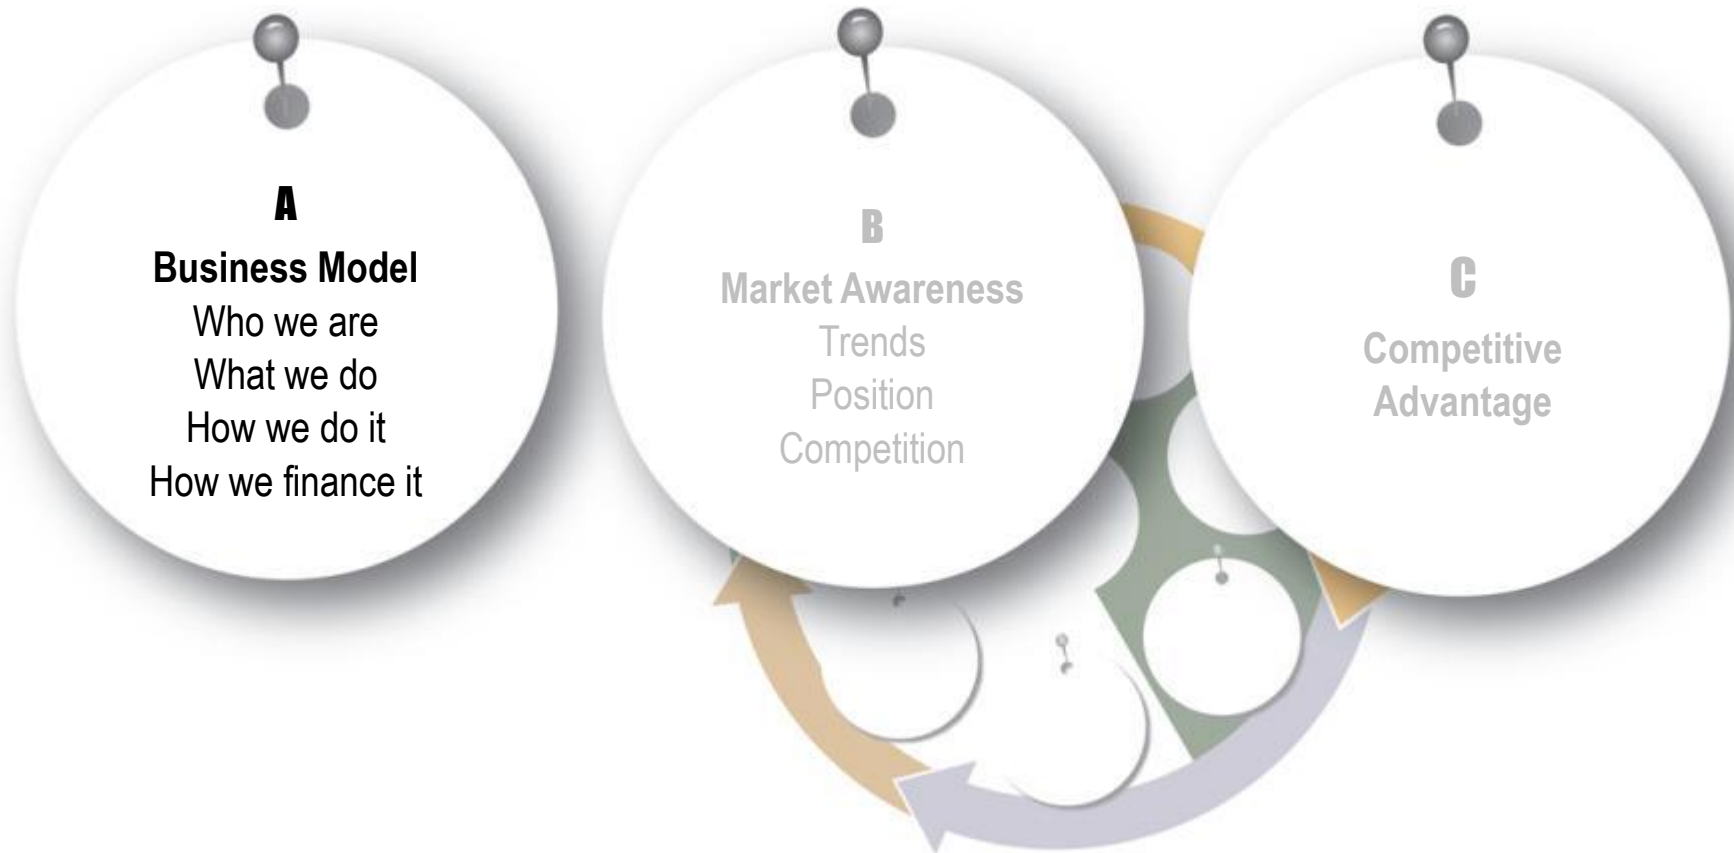 A
Business Model
Who we are
What we do
How we do it
How we finance it
B
Market Awareness
Trends
Position
Competition
C
Competitive
Advantage